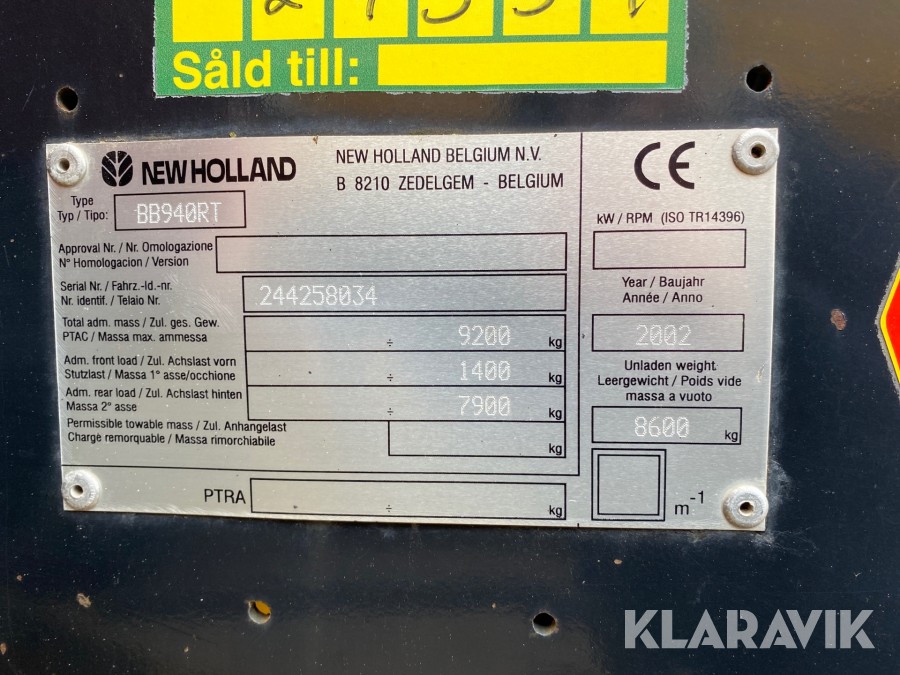 Såld till:
NEW HOLLAND
NEW HOLLAND BELGIUM N.V.
B 8210 ZEDELGEM - BELGIUM
CE
Type
Typ / Tipo:
BB940RT
kW / RPM (ISO TR14396)
Approval Nr. / Nr. Omologazione
N° Homologacion / Version
Serial Nr. / Fahrz.-Id.-nr.
Nr. identif. / Telaio Nr.
244258034
Year / Baujahr
Année / Anno
2002
Total adm. mass / Zul. ges. Gew.
PTAC / Massa max. ammessa
÷ 9200 kg
Adm. front load / Zul. Achslast vorn
Stutzlast / Massa 1° asse/occhione
÷ 1400 kg
Adm. rear load / Zul. Achslast hinten
Massa 2° asse
÷ 7900 kg
Unladen weight
Leergewicht / Poids vide
massa a vuoto
8600 kg
Permissible towable mass / Zul. Anhangelast
Charge remorquable / Massa rimorchiabile
kg
PTRA
÷ kg
m-1
KLARAVIK